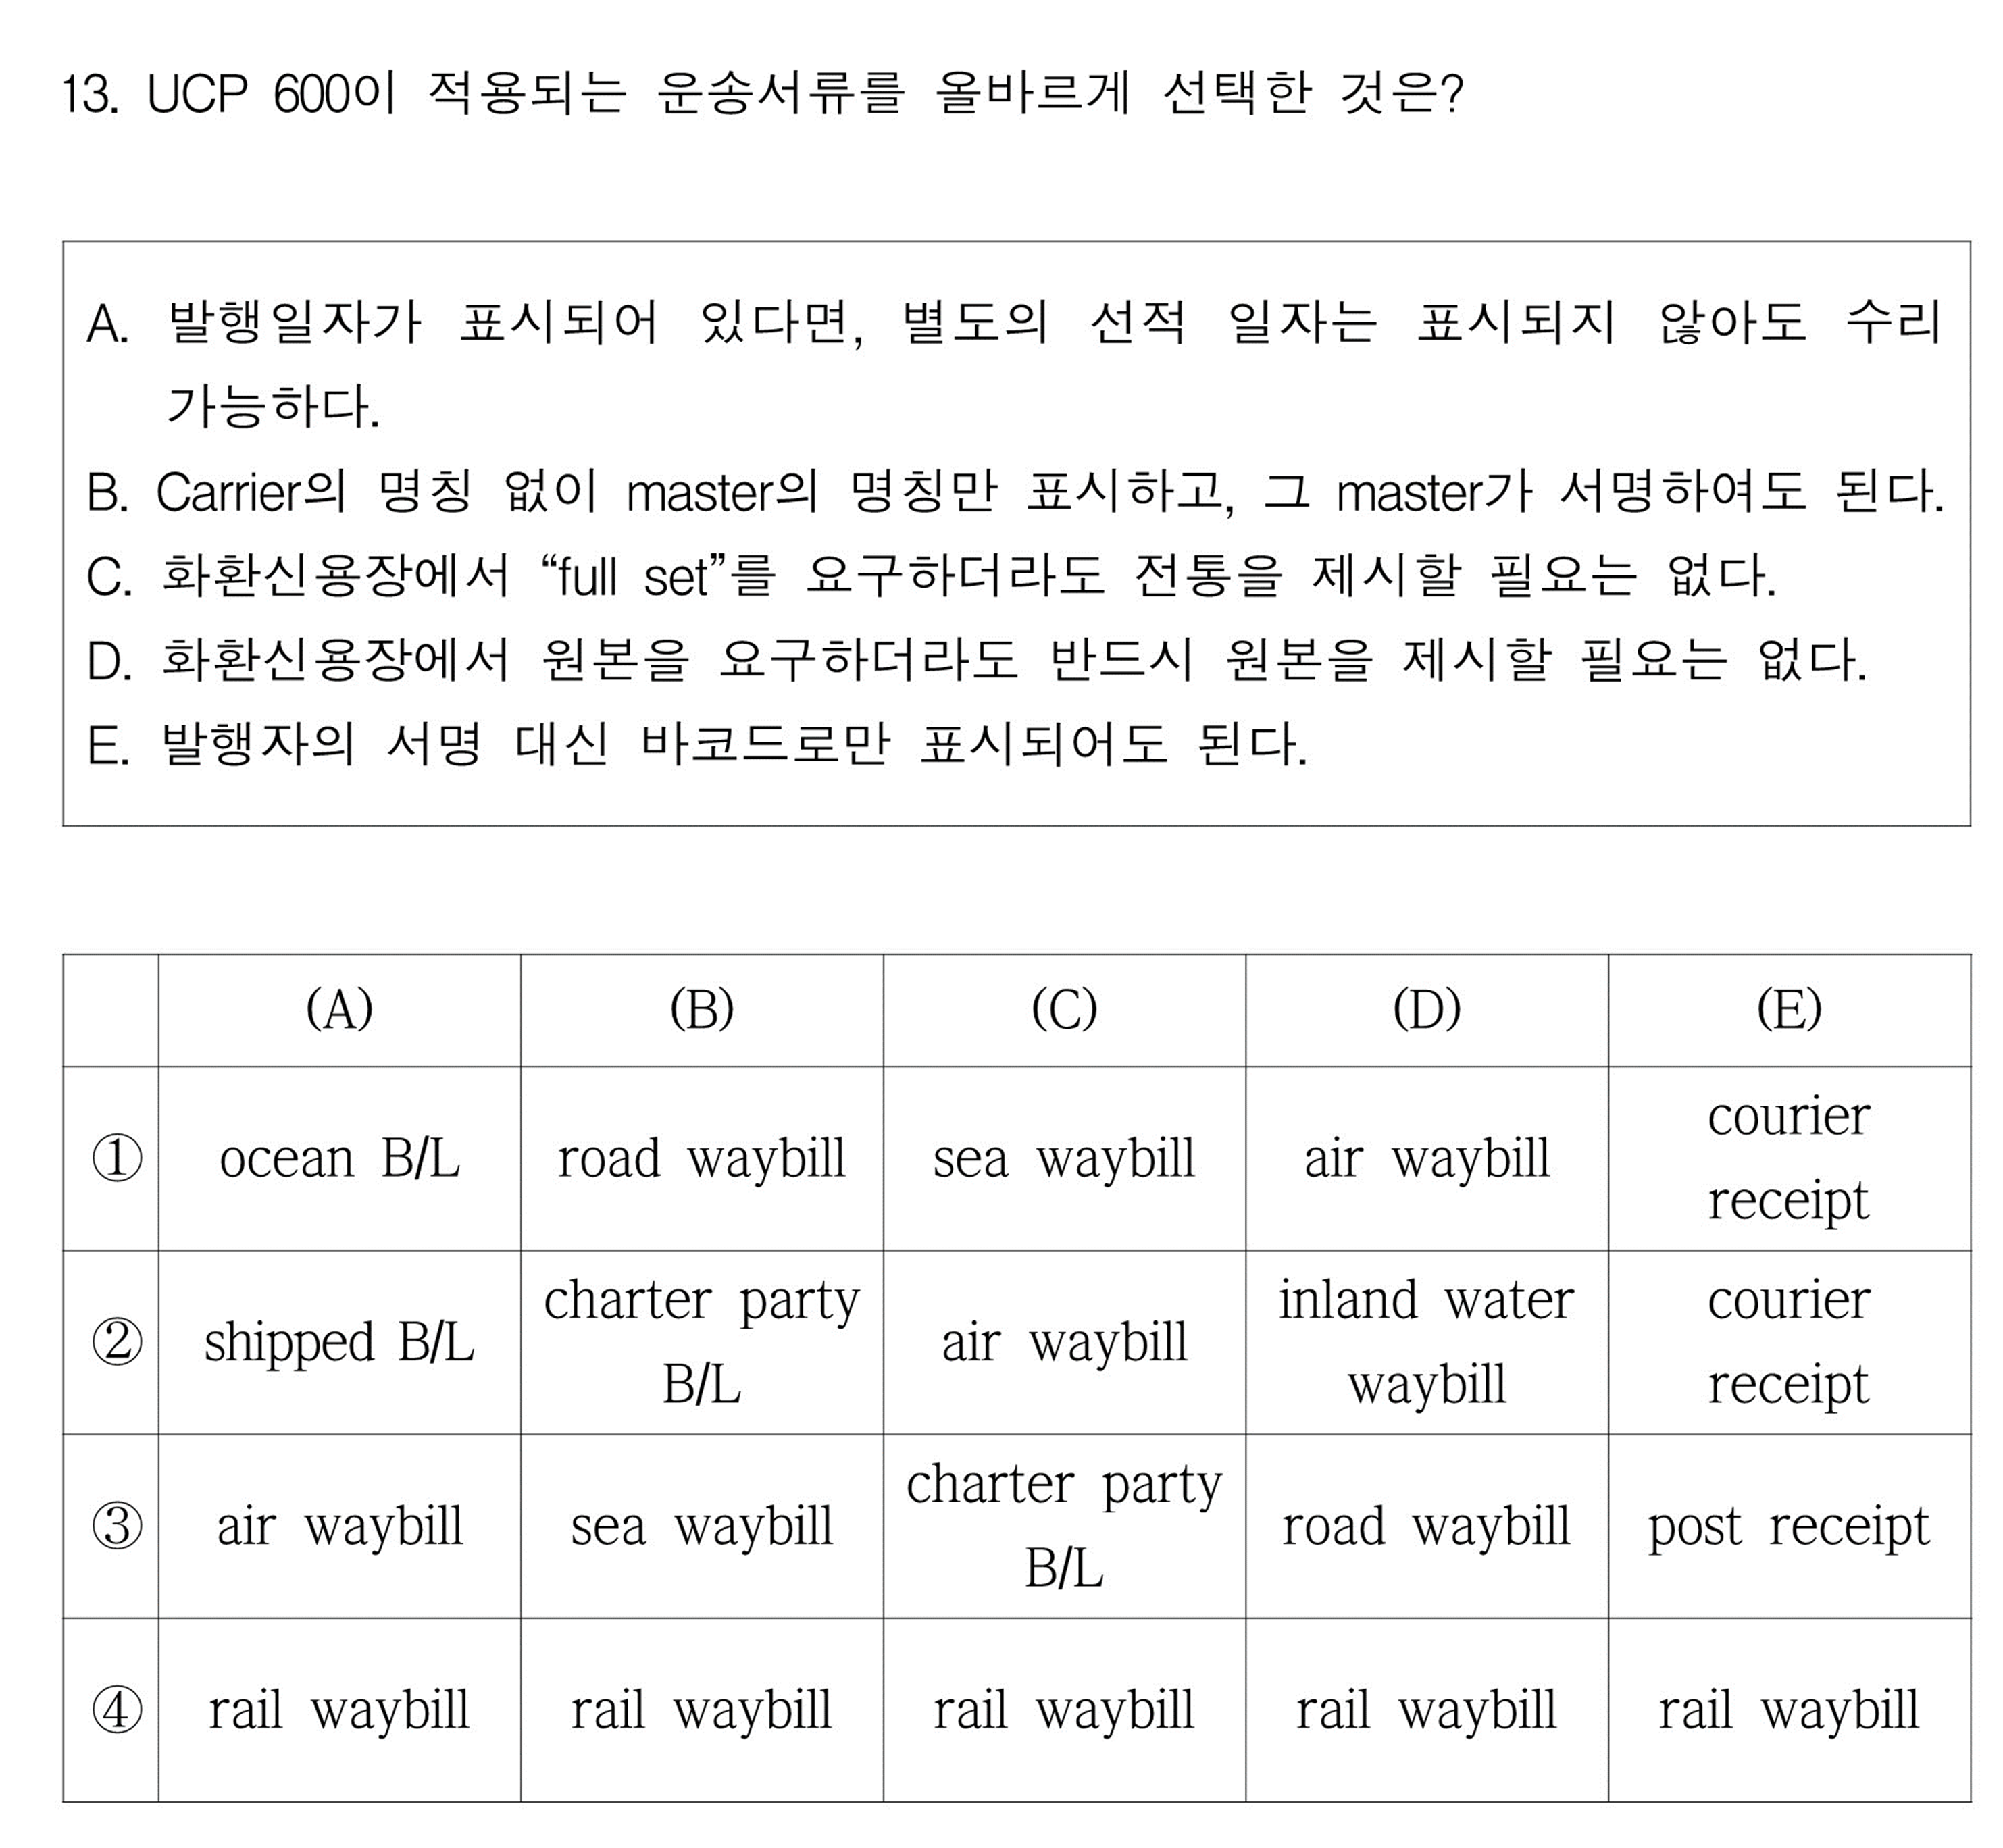 13. UCP 600이 적용되는 운송서류를 올바르게 선택한 것은?
A. 발행일자가 표시되어 있다면, 별도의 선적 일자는 표시되지 않아도 수리
가능하다.
B. Carrier의 명칭 없이 master의 명칭만 표시하고, 그 master가 서명하여도 된다.
C. 화환신용장에서 “full set”를 요구하더라도 전통을 제시할 필요는 없다.
D. 화환신용장에서 원본을 요구하더라도 반드시 원본을 제시할 필요는 없다.
E. 발행자의 서명 대신 바코드로만 표시되어도 된다.
(A) (B) (C) (D) (E)
① ocean B/L road waybill sea waybill air waybill courier
receipt
② shipped B/L charter party
B/L air waybill inland water
waybill courier
receipt
③ air waybill sea waybill charter party
B/L road waybill post receipt
④ rail waybill rail waybill rail waybill rail waybill rail waybill